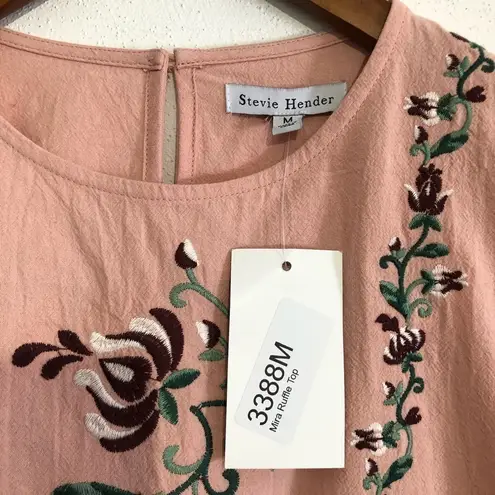 Stevie Hender
M
3388M
Mira Ruffle Top